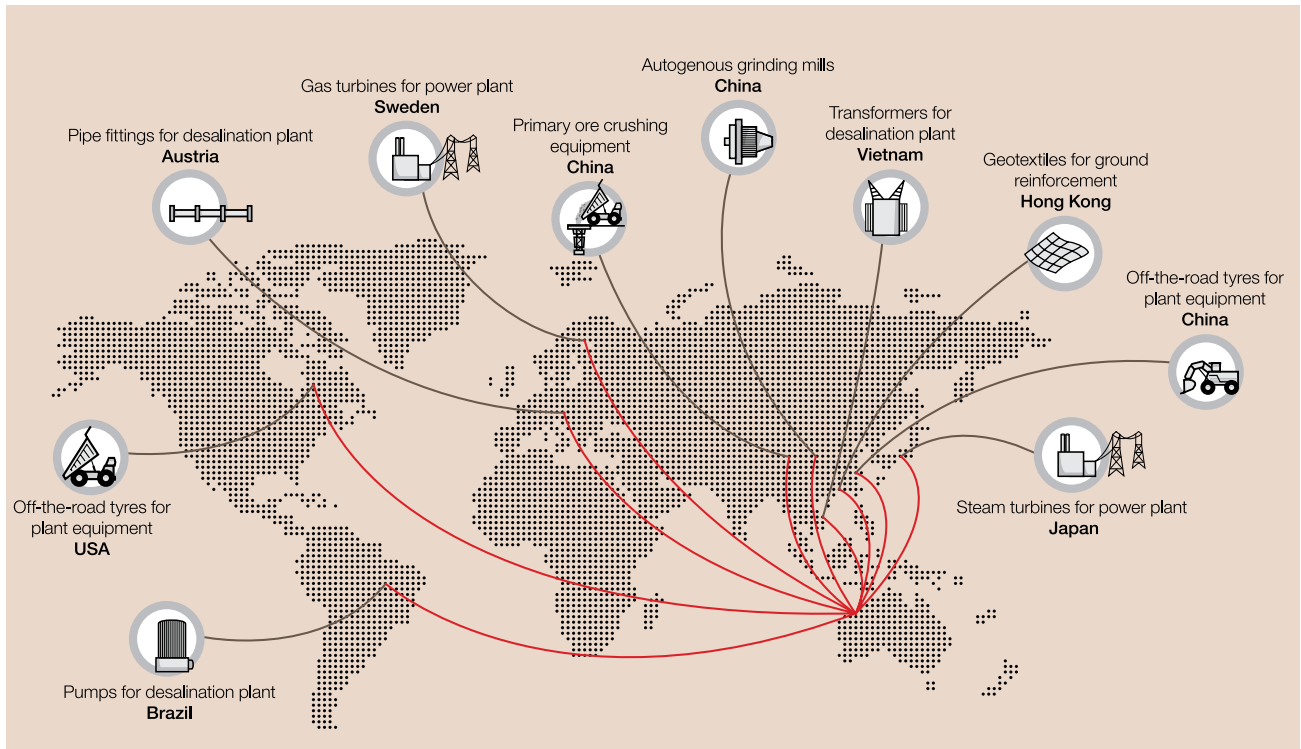 Autogenous grinding mills
China
Gas turbines for power plant
Sweden
Transformers for
desalination plant
Vietnam
Primary ore crushing
equipment
China
Pipe fittings for desalination plant
Austria
Geotextiles for ground
reinforcement
Hong Kong
Off-the-road tyres for
plant equipment
China
Off-the-road tyres for
plant equipment
USA
Steam turbines for power plant
Japan
Pumps for desalination plant
Brazil